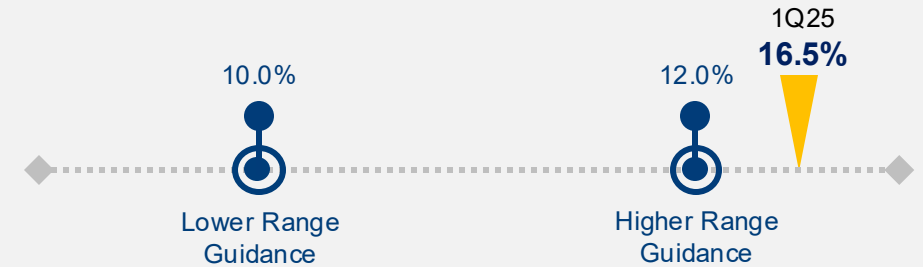 1Q25
16.5%
10.0%
12.0%
Lower Range
Guidance
Higher Range
Guidance